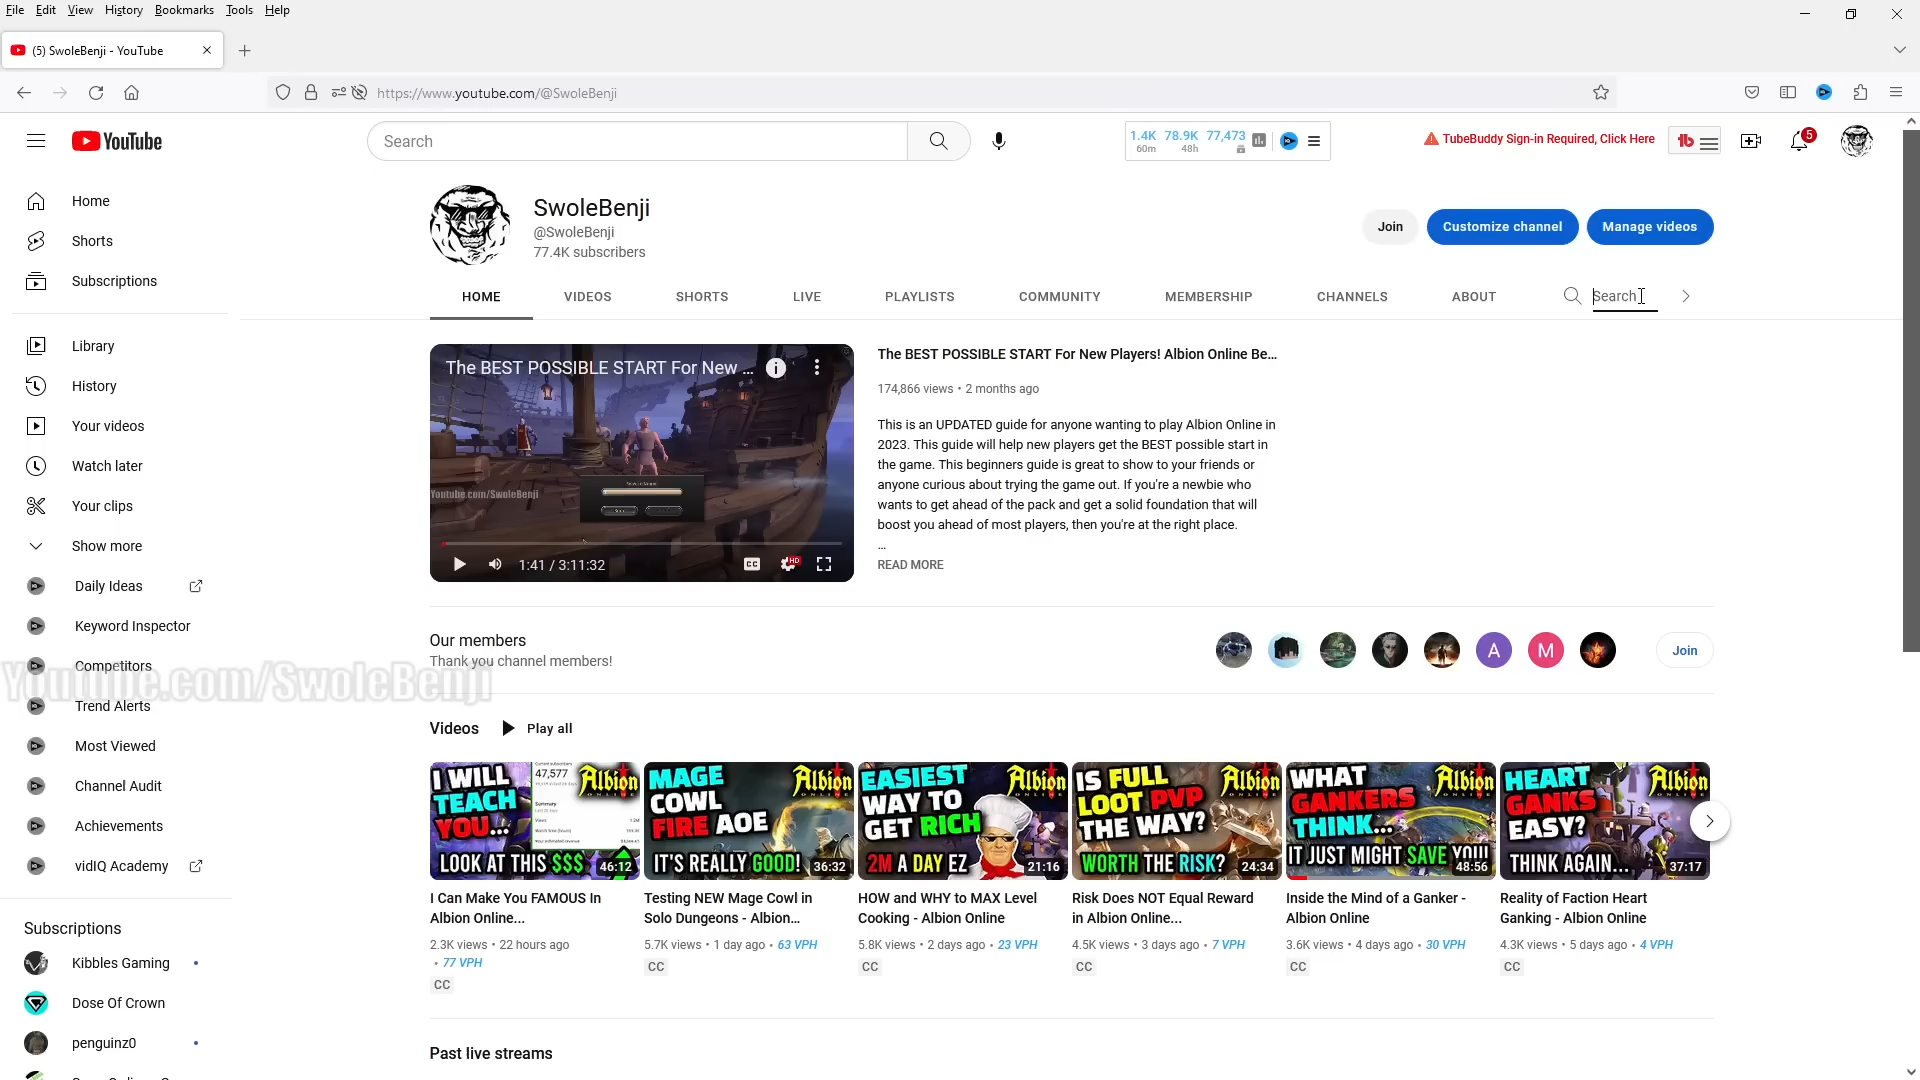 File Edit View History Bookmarks Tools Help
(5) SwoleBenji - YouTube
https://www.youtube.com/@SwoleBenji
YouTube
Search
1.4K 78.9K 77,473
60m 48h
TubeBuddy Sign-in Required, Click Here
tb
5
Home
Shorts
Subscriptions
Library
History
Your videos
Watch later
Your clips
Show more
Daily Ideas
Keyword Inspector
Competitors
Trend Alerts
Most Viewed
Channel Audit
Achievements
vidIQ Academy
Subscriptions
Kibbles Gaming
Dose Of Crown
penguinz0
Youtube.com/SwoleBenji
SwoleBenji
@SwoleBenji
77.4K subscribers
Join Customize channel Manage videos
HOME VIDEOS SHORTS LIVE PLAYLISTS COMMUNITY MEMBERSHIP CHANNELS ABOUT Search
The BEST POSSIBLE START For New ...
Youtube.com/SwoleBenji
1:41 / 3:11:32
CC HD
The BEST POSSIBLE START For New Players! Albion Online Be...
174,866 views • 2 months ago
This is an UPDATED guide for anyone wanting to play Albion Online in
2023. This guide will help new players get the BEST possible start in
the game. This beginners guide is great to show to your friends or
anyone curious about trying the game out. If you're a newbie who
wants to get ahead of the pack and get a solid foundation that will
boost you ahead of most players, then you're at the right place.
...
READ MORE
Our members
Thank you channel members!
A M
Join
Videos Play all
I WILL
TEACH
YOU...
LOOK AT THIS $$$
47,577
Summary
Albion
ONLINE
46:12
I Can Make You FAMOUS In
Albion Online...
2.3K views • 22 hours ago
• 77 VPH
CC
MAGE
COWL
FIRE AOE
IT'S REALLY GOOD!
Albion
ONLINE
36:32
Testing NEW Mage Cowl in
Solo Dungeons - Albion...
5.7K views • 1 day ago • 63 VPH
CC
EASIEST
WAY TO
GET RICH
2M A DAY EZ
Albion
ONLINE
21:16
HOW and WHY to MAX Level
Cooking - Albion Online
5.8K views • 2 days ago • 23 VPH
CC
IS FULL
LOOT PVP
THE WAY?
WORTH THE RISK?
Albion
ONLINE
24:34
Risk Does NOT Equal Reward
in Albion Online...
4.5K views • 3 days ago • 7 VPH
CC
WHAT
GANKERS
THINK...
IT JUST MIGHT SAVE YOU!
Albion
ONLINE
48:56
Inside the Mind of a Ganker -
Albion Online
3.6K views • 4 days ago • 30 VPH
CC
HEART
GANKS
EASY?
THINK AGAIN...
Albion
ONLINE
37:17
Reality of Faction Heart
Ganking - Albion Online
4.3K views • 5 days ago • 4 VPH
CC
Past live streams